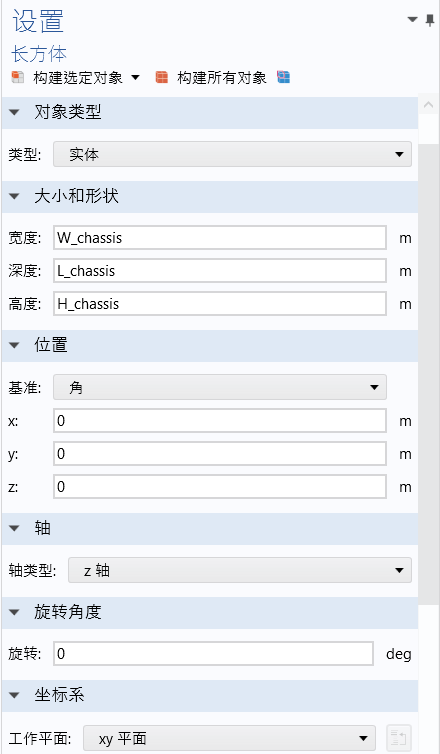 设置
长方体
构建选定对象 构建所有对象
对象类型
类型: 实体
大小和形状
宽度: W_chassis m
深度: L_chassis m
高度: H_chassis m
位置
基准: 角
x: 0 m
y: 0 m
z: 0 m
轴
轴类型: z 轴
旋转角度
旋转: 0 deg
坐标系
工作平面: xy 平面